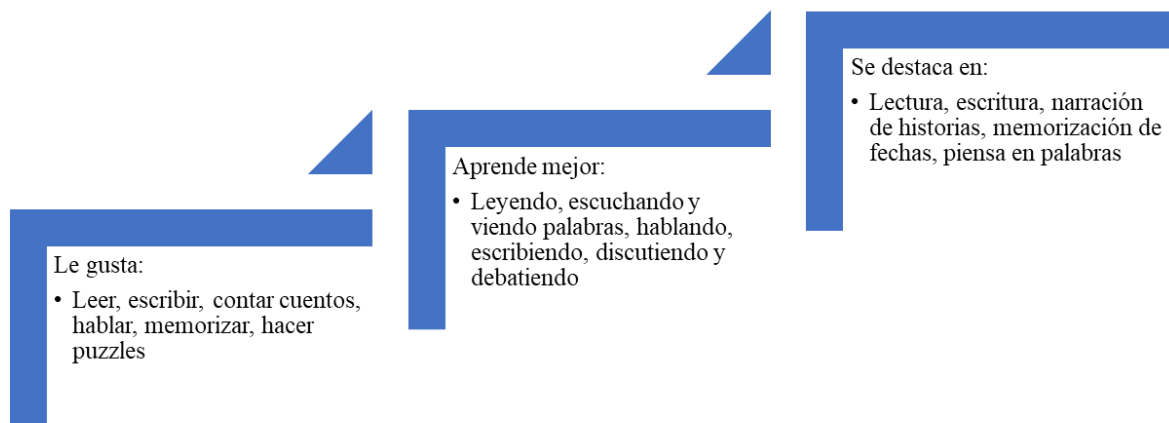 Le gusta:
• Leer, escribir, contar cuentos,
hablar, memorizar, hacer
puzzles
Aprende mejor:
• Leyendo, escuchando y
viendo palabras, hablando,
escribiendo, discutiendo y
debatiendo
Se destaca en:
• Lectura, escritura, narración
de historias, memorización de
fechas, piensa en palabras